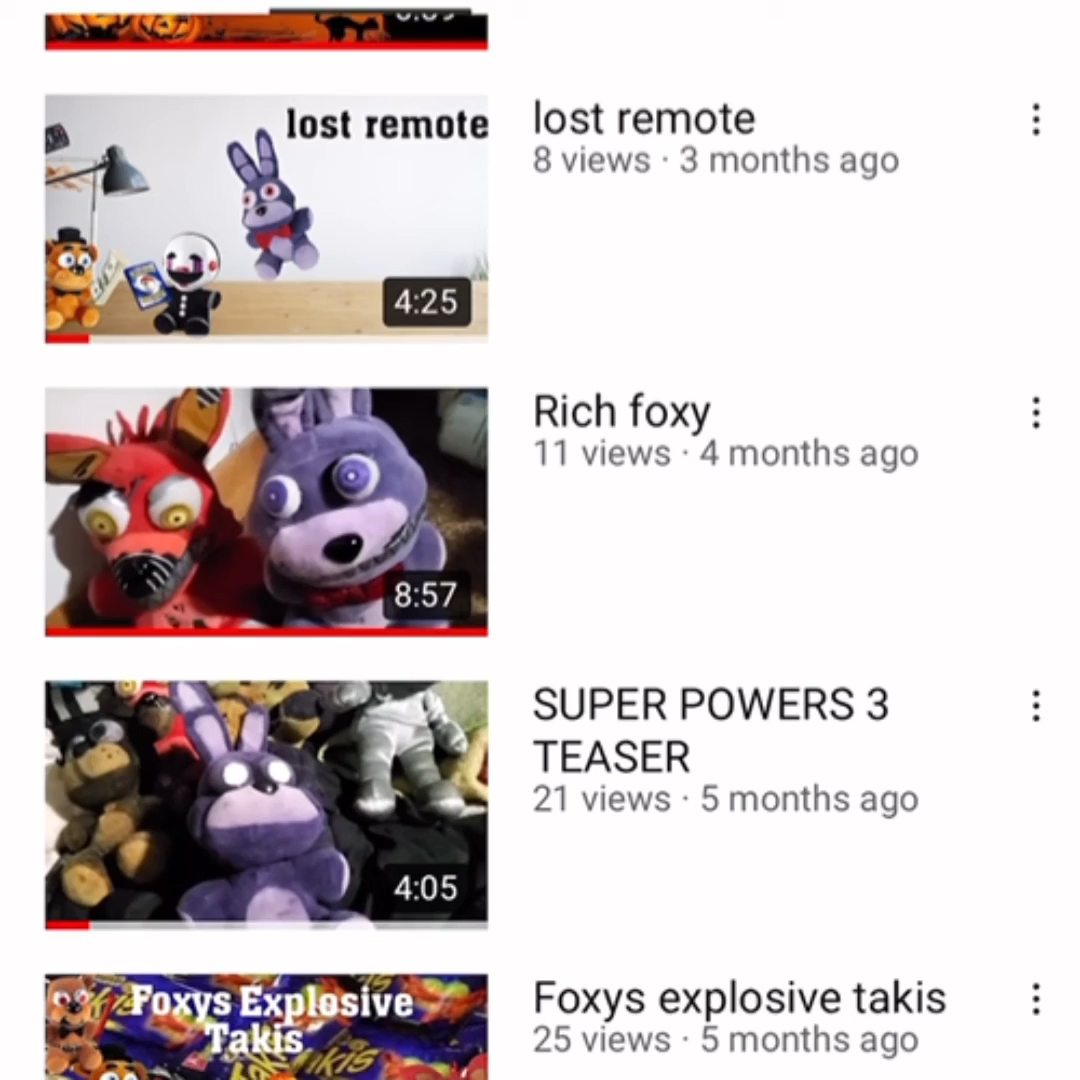 lost remote
4:25
lost remote
8 views · 3 months ago
8:57
Rich foxy
11 views · 4 months ago
4:05
SUPER POWERS 3
TEASER
21 views · 5 months ago
Foxys Explosive
Takis
Foxys explosive takis
25 views · 5 months ago